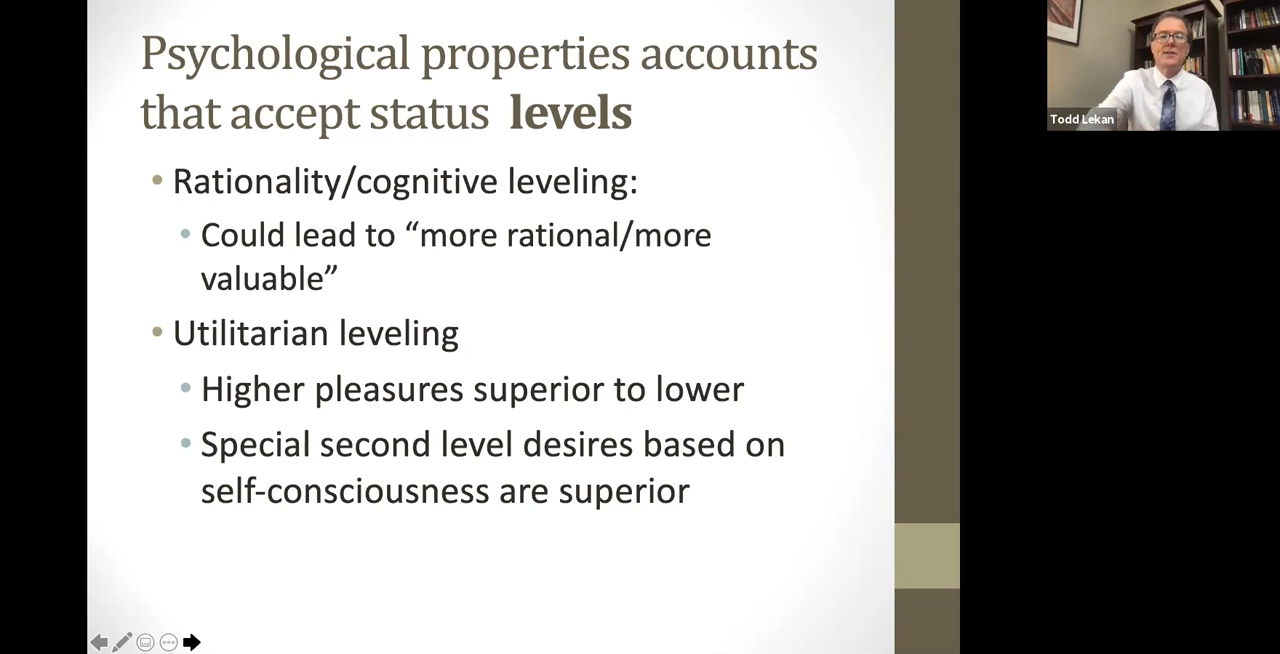 Psychological properties accounts
that accept status levels
• Rationality/cognitive leveling:
• Could lead to “more rational/more
valuable”
• Utilitarian leveling
• Higher pleasures superior to lower
• Special second level desires based on
self-consciousness are superior
Todd Lekan